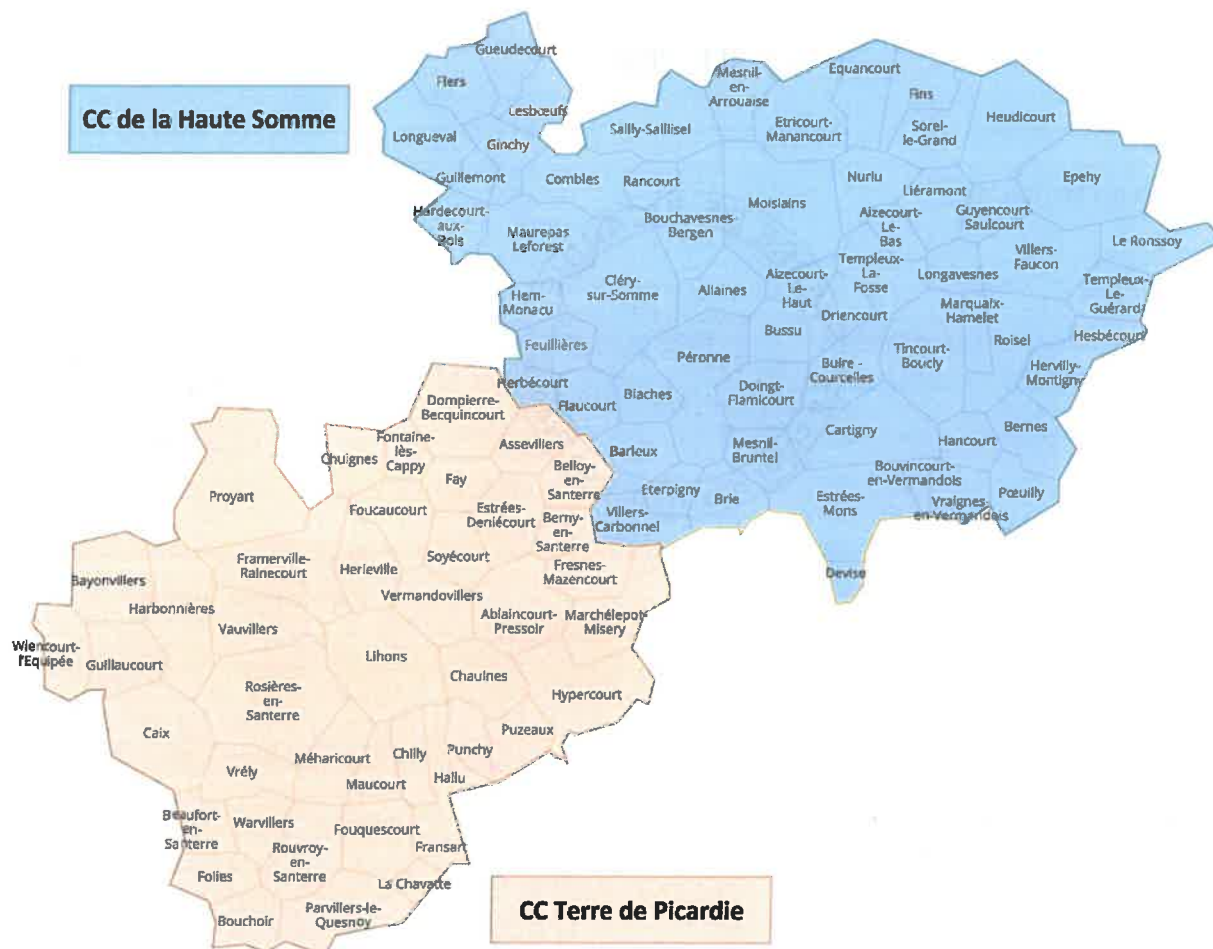 CC de la Haute Somme
Gueudecourt
Flers
Lesbœufs
Longueval
Ginchy
Guillemont
Combles
Hardecourt-
aux-
Bois
Maurepas
Leforest
Sailly-Saillisel
Rancourt
Mesnil-
en-
Arrouaise
Equancourt
Etricourt-
Manancourt
Fins
Sorel-
le-Grand
Heudicourt
Epehy
Nurlu
Liéramont
Moislains
Bouchavesnes-
Bergen
Aizecourt-
Le-
Bas
Guyencourt-
Saulcourt
Villers-
Faucon
Le Ronssoy
Templeux-
La-
Fosse
Longavesnes
Templeux-
Le-
Guérard
Hem-
Monacu
Cléry-
sur-Somme
Allaines
Aizecourt-
Le-
Haut
Driencourt
Marquaix-
Hamelet
Bussu
Roisel
Hesbécourt
Feuillères
Péronne
Buire -
Courcelles
Tincourt-
Boucly
Hervilly-
Montigny
Herbécourt
Flaucourt
Biaches
Doingt-
Flamicourt
Cartigny
Hancourt
Bernes
Barleux
Mesnil-
Bruntel
Bouvincourt-
en-Vermandois
Eterpigny
Brie
Estrées-
Mons
Vraignes-
en-Vermandois
Pœuilly
Villers-
Carbonnel
Devise
Dompierre-
Becquincourt
Fontaine-
lès-
Cappy
Chuignes
Assevillers
Fay
Belloy-
en-
Santerre
Proyart
Foucaucourt
Estrées-
Deniécourt
Berny-
en-
Santerre
Framerville-
Rainecourt
Herleville
Soyécourt
Fresnes-
Mazencourt
Bayonvillers
Harbonnières
Vermandovillers
Ablaincourt-
Pressoir
Marchélepot-
Misery
Vauvillers
Wiencourt-
l'Equipée
Guillaucourt
Lihons
Chaulnes
Hypercourt
Rosières-
en-
Santerre
Caix
Puzeaux
Méharicourt
Chilly
Punchy
Vrély
Maucourt
Hallu
Beaufort-
en-
Santerre
Warvillers
Fouquescourt
Fransart
Rouvroy-
en-
Santerre
Folies
La Chavatte
Bouchoir
Parvillers-le-
Quesnoy
CC Terre de Picardie